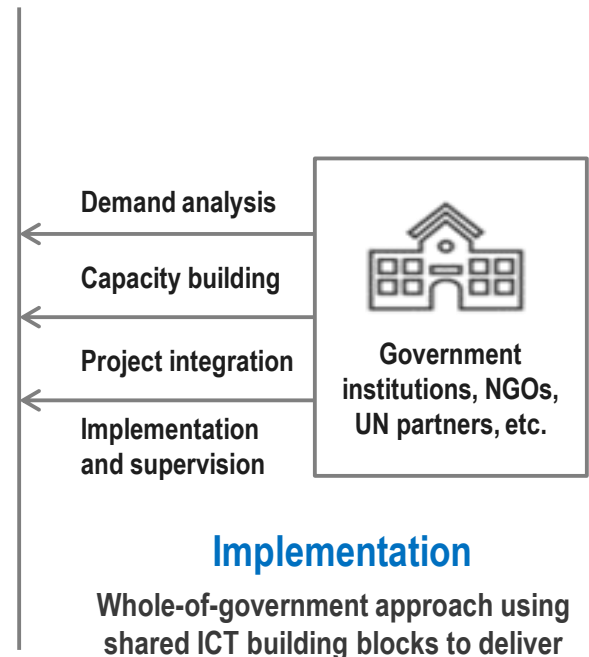 Demand analysis
Capacity building
Project integration
Implementation
and supervision
Government
institutions, NGOs,
UN partners, etc.
Implementation
Whole-of-government approach using
shared ICT building blocks to deliver